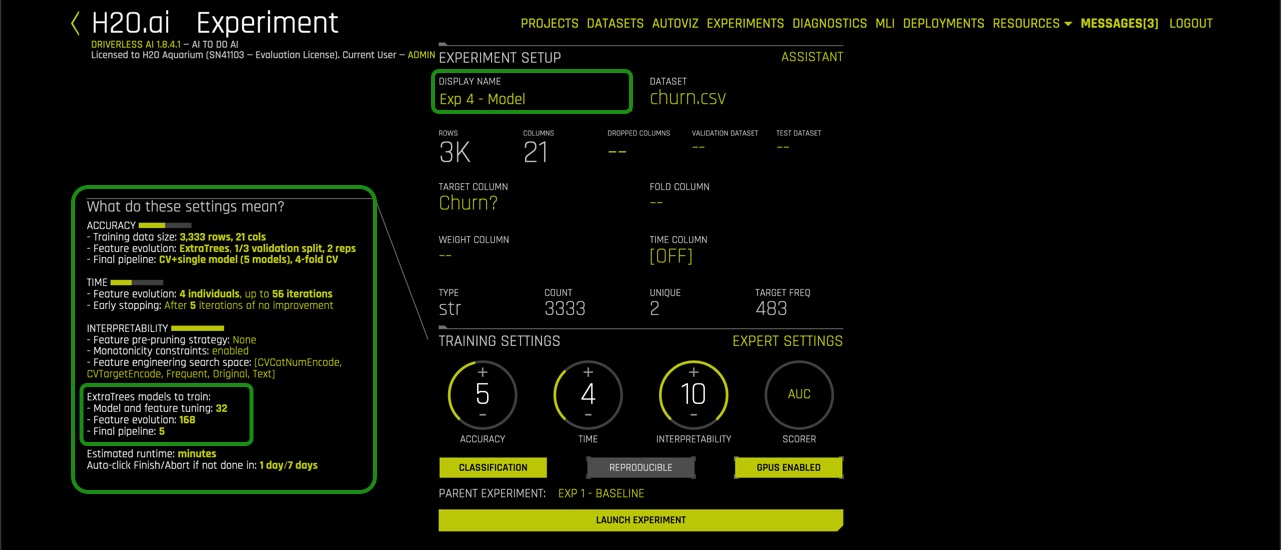 H2O.ai Experiment
PROJECTS DATASETS AUTOVIZ EXPERIMENTS DIAGNOSTICS MLI DEPLOYMENTS RESOURCES MESSAGES[3] LOGOUT
DRIVERLESS AI 1.8.4.1 – AI TO DO AI
Licensed to H2O Aquarium (SN41103 – Evaluation License), Current User – ADMIN
EXPERIMENT SETUP ASSISTANT
DISPLAY NAME DATASET
Exp 4 - Model churn.csv
ROWS COLUMNS DROPPED COLUMNS VALIDATION DATASET TEST DATASET
3K 21 -- -- --
TARGET COLUMN FOLD COLUMN
Churn? --
WEIGHT COLUMN TIME COLUMN
-- [OFF]
TYPE COUNT UNIQUE TARGET FREQ
str 3333 2 483
What do these settings mean?
ACCURACY
- Training data size: 3,333 rows, 21 cols
- Feature evolution: ExtraTrees, 1/3 validation split, 2 reps
- Final pipeline: CV+single model (5 models), 4-fold CV
TIME
- Feature evolution: 4 individuals, up to 56 iterations
- Early stopping: After 5 iterations of no improvement
INTERPRETABILITY
- Feature pre-pruning strategy: None
- Monotonicity constraints: enabled
- Feature engineering search space: [CVCatNumEncode,
CVTargetEncode, Frequent, Original, Text]
ExtraTrees models to train:
- Model and feature tuning: 32
- Feature evolution: 168
- Final pipeline: 5
Estimated runtime: minutes
Auto-click Finish/Abort if not done in: 1 day/7 days
TRAINING SETTINGS EXPERT SETTINGS
+ + +
5 4 10 AUC
– – –
ACCURACY TIME INTERPRETABILITY SCORER
CLASSIFICATION REPRODUCIBLE GPUS ENABLED
PARENT EXPERIMENT: EXP 1 - BASELINE
LAUNCH EXPERIMENT